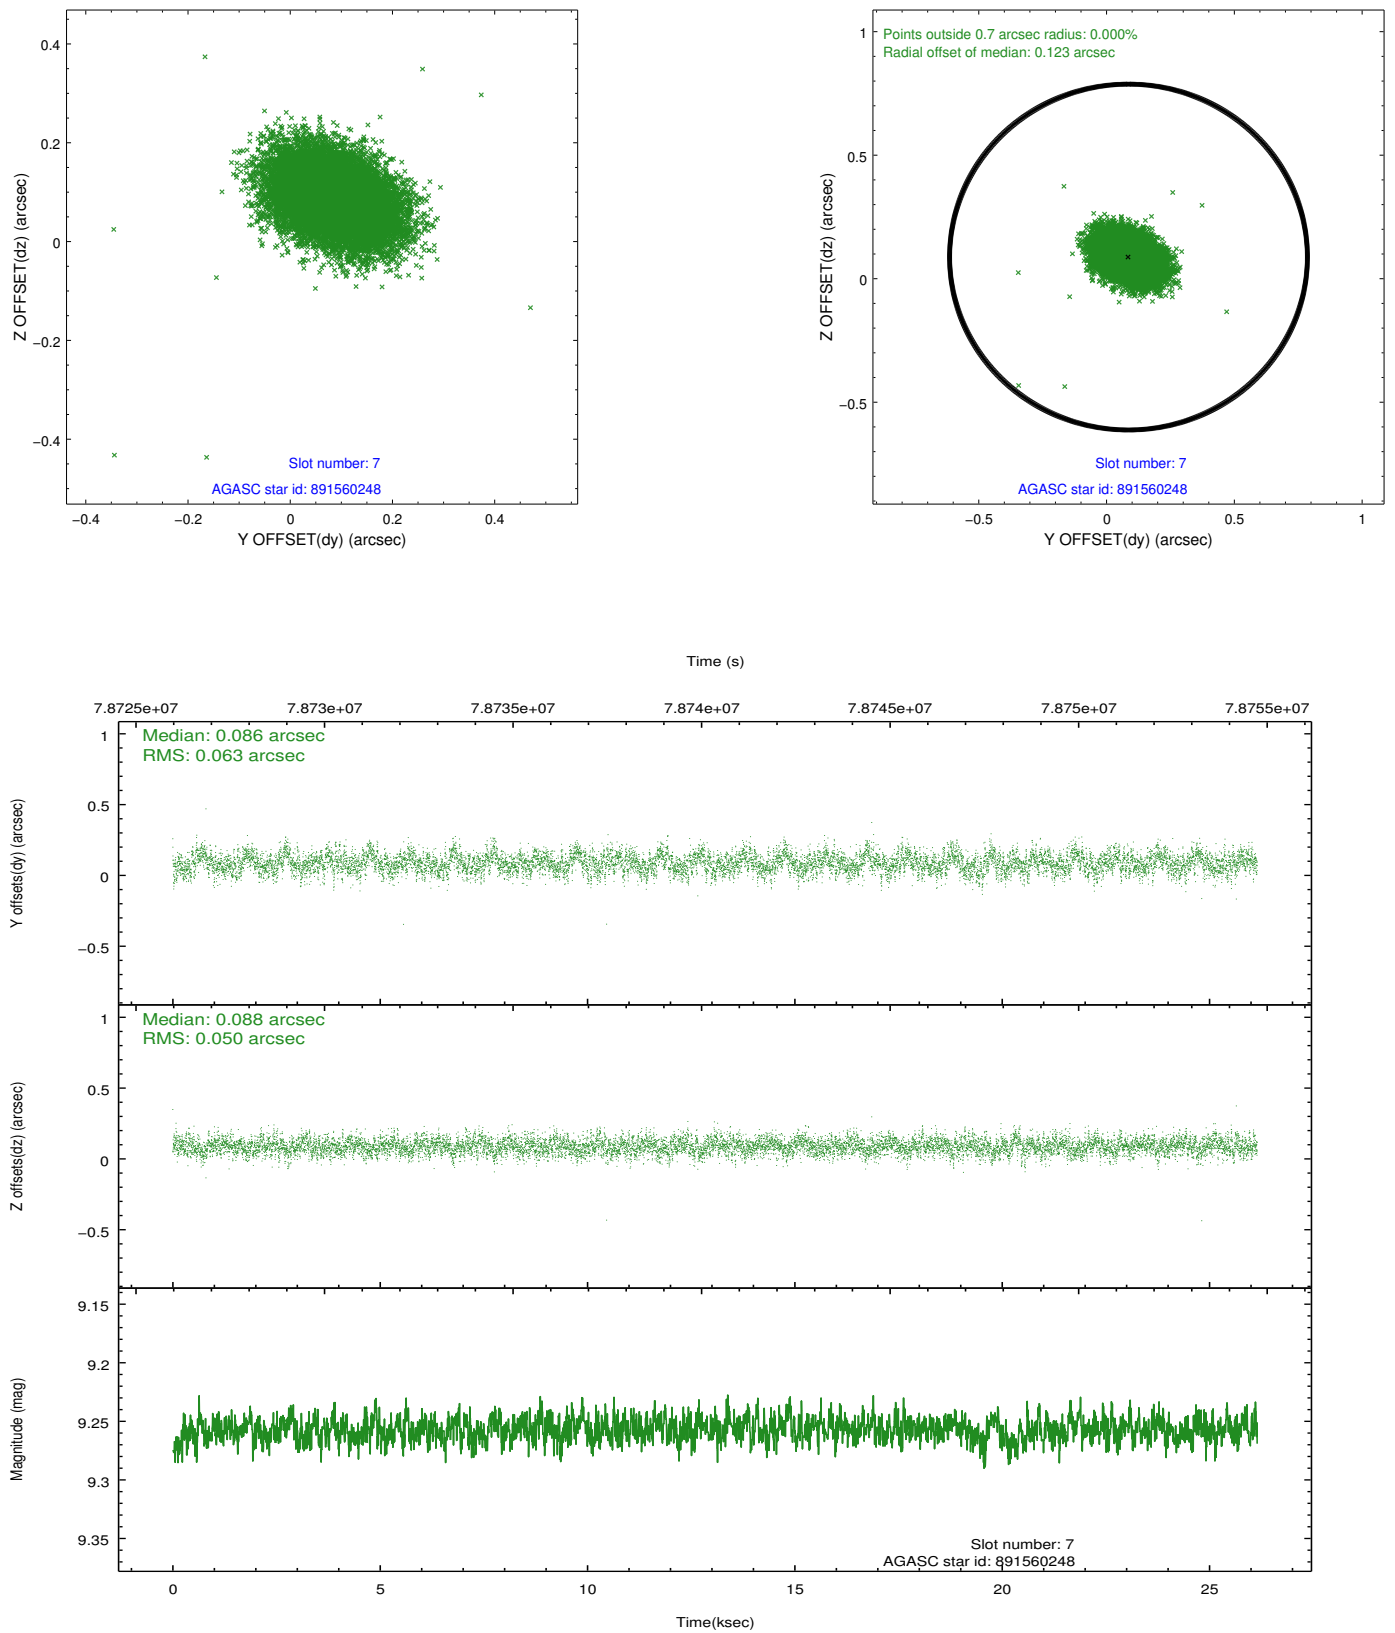 0.4
0.2
0
−0.2
−0.4
Z OFFSET(dz) (arcsec)
Slot number: 7
AGASC star id: 891560248
−0.4
−0.2
0
0.2
0.4
Y OFFSET(dy) (arcsec)
Points outside 0.7 arcsec radius: 0.000%
Radial offset of median: 0.123 arcsec
1
0.5
0
−0.5
Z OFFSET(dz) (arcsec)
Slot number: 7
AGASC star id: 891560248
−0.5
0
0.5
1
Y OFFSET(dy) (arcsec)
Time (s)
7.8725e+07
7.873e+07
7.8735e+07
7.874e+07
7.8745e+07
7.875e+07
7.8755e+07
Median: 0.086 arcsec
RMS: 0.063 arcsec
1
0.5
0
−0.5
Y offsets(dy) (arcsec)
Median: 0.088 arcsec
RMS: 0.050 arcsec
1
0.5
0
−0.5
Z offsets(dz) (arcsec)
9.15
9.2
9.25
9.3
9.35
Magnitude (mag)
Slot number: 7
AGASC star id: 891560248
0
5
10
15
20
25
Time(ksec)